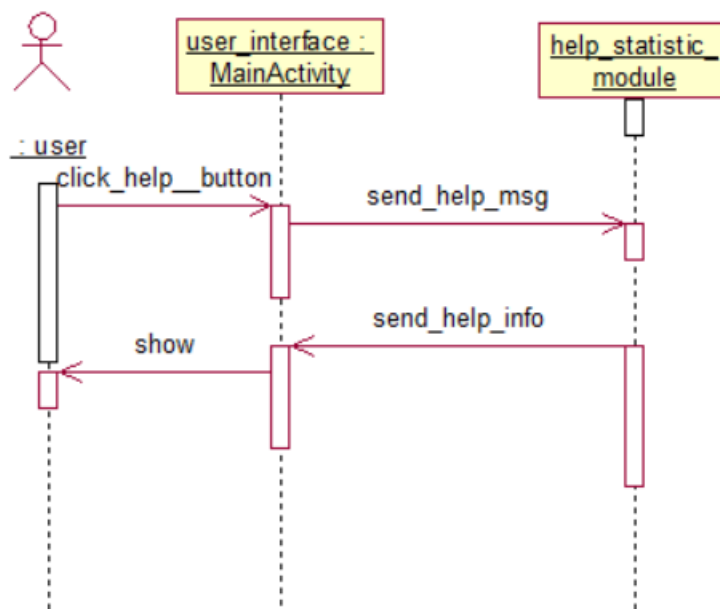 user_interface :
MainActivity
help_statistic_
module
: user
click_help__button
send_help_msg
send_help_info
show